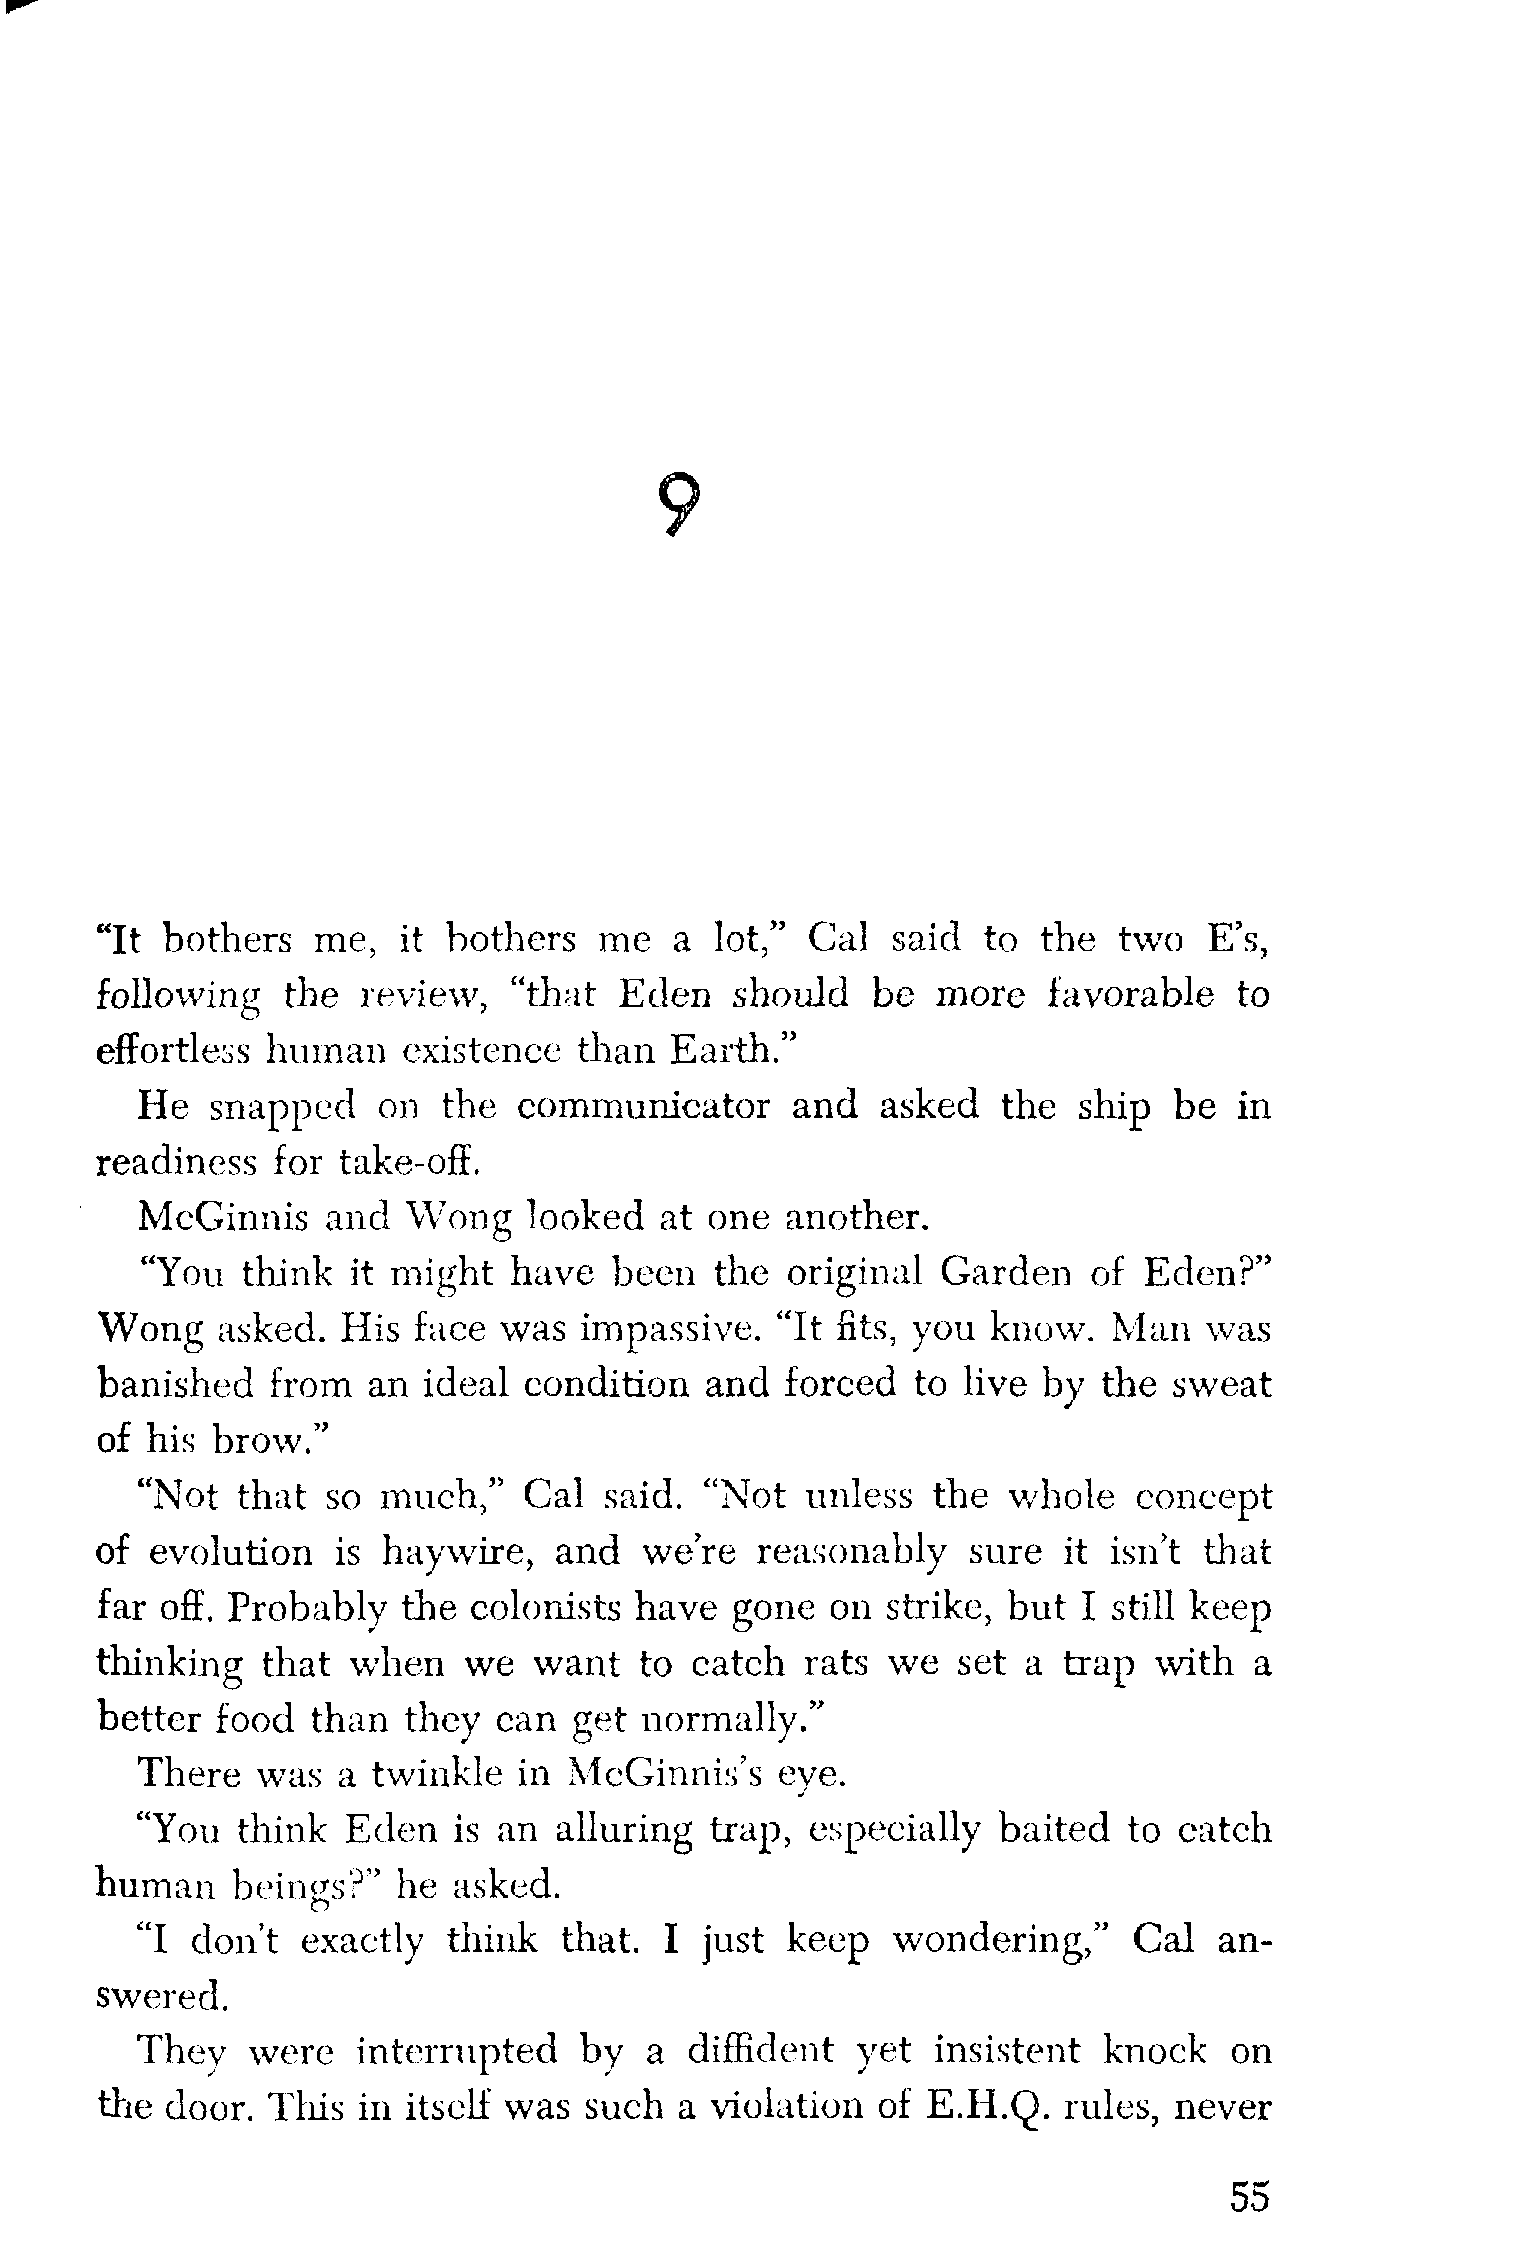 9
“It bothers me, it bothers me a lot,” Cal said to the two E’s,
following the review, “that Eden should be more favorable to
effortless human existence than Earth.”
He snapped on the communicator and asked the ship be in
readiness for take-off.
McGinnis and Wong looked at one another.
“You think it might have been the original Garden of Eden?”
Wong asked. His face was impassive. “It fits, you know. Man was
banished from an ideal condition and forced to live by the sweat
of his brow.”
“Not that so much,” Cal said. “Not unless the whole concept
of evolution is haywire, and we’re reasonably sure it isn’t that
far off. Probably the colonists have gone on strike, but I still keep
thinking that when we want to catch rats we set a trap with a
better food than they can get normally.”
There was a twinkle in McGinnis’s eye.
“You think Eden is an alluring trap, especially baited to catch
human beings?” he asked.
“I don’t exactly think that. I just keep wondering,” Cal an-
swered.
They were interrupted by a diffident yet insistent knock on
the door. This in itself was such a violation of E.H.Q. rules, never
55